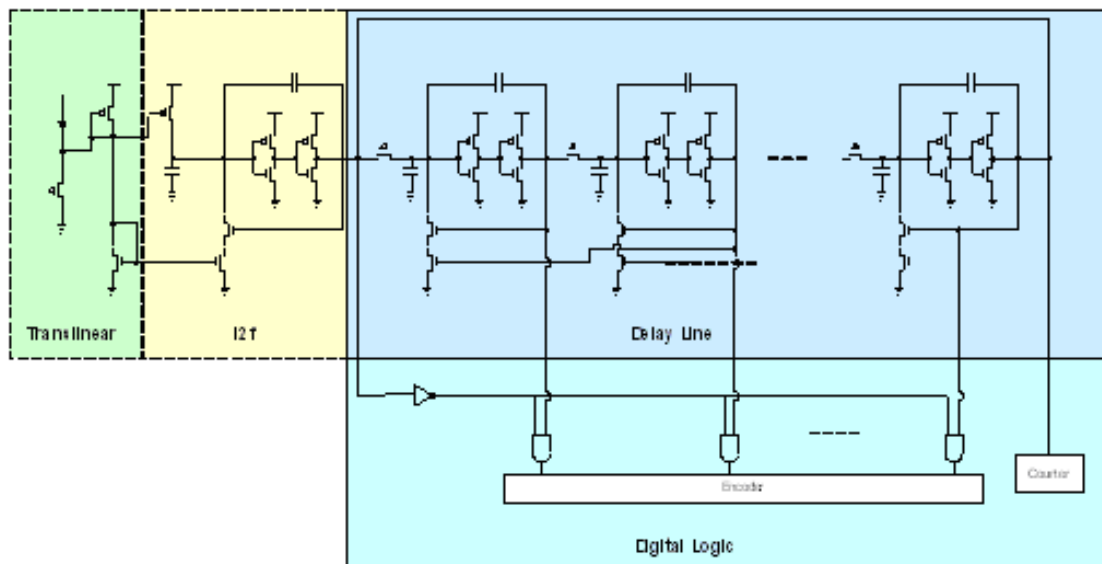 Translinear
I2f
Delay Line
Encoder
Counter
Digital Logic